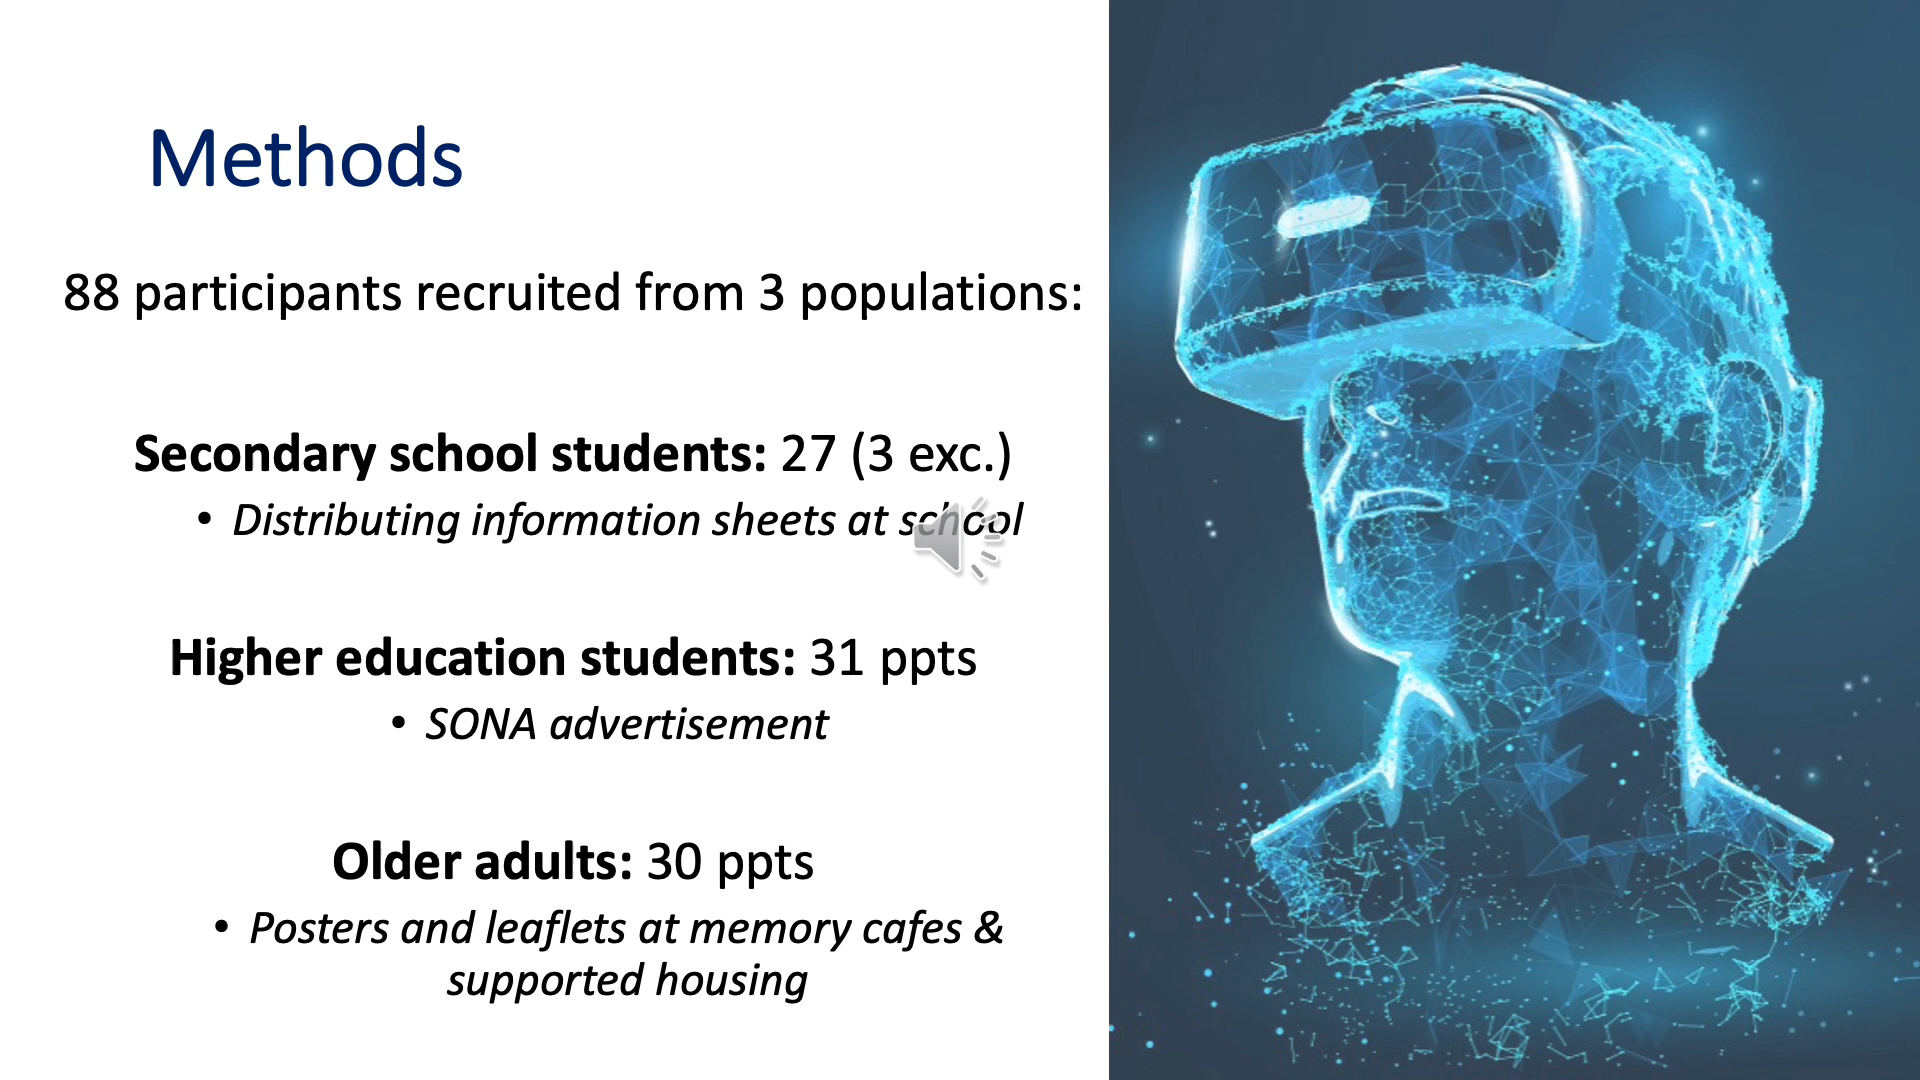 Methods
88 participants recruited from 3 populations:
Secondary school students: 27 (3 exc.)
• Distributing information sheets at school
Higher education students: 31 ppts
• SONA advertisement
Older adults: 30 ppts
• Posters and leaflets at memory cafes &
supported housing